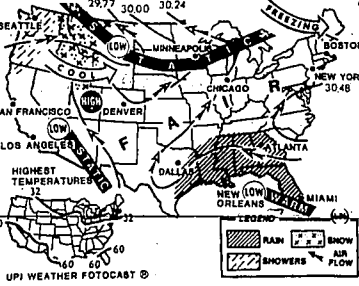 29.77
30.00
30.24
SEATTLE
FREEZING
LOW
STATIC
MINNEAPOLIS
BOSTON
COOL
NEW YORK
30.48
CHICAGO
HIGH
DENVER
SAN FRANCISCO
FAIR
LOW
LOS ANGELES
STATIC
ATLANTA
DALLAS
HIGHEST
TEMPERATURES
32
32
NEW
ORLEANS
LOW
WARM
MIAMI
LEGEND
RAIN
SNOW
SHOWERS
AIR
FLOW
60
60
60
UPI WEATHER FOTOCAST ®